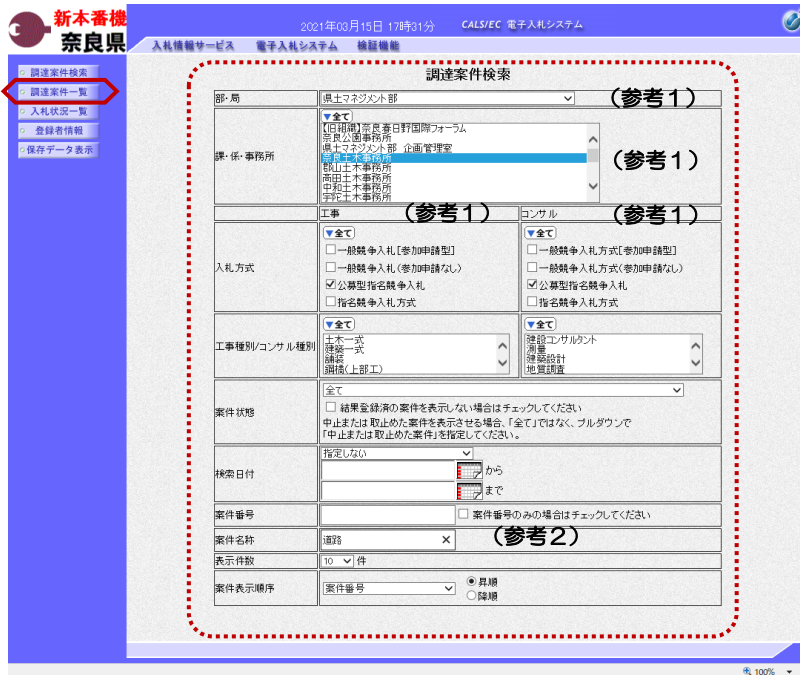 新本番機
奈良県
2021年03月15日 17時31分 CALS/EC 電子入札システム
入札情報サービス 電子入札システム 検証機能
調達案件検索
調達案件一覧
入札状況一覧
登録者情報
保存データ表示
調達案件検索
部・局 県土マネジメント部 (参考1)
課・係・事務所
▼全て
【旧組織】奈良春日野国際フォーラム
奈良公園事務所
県土マネジメント部 企画管理室
奈良土木事務所
郡山土木事務所
高田土木事務所
中和土木事務所
宇陀土木事務所
(参考1)
工事 (参考1) コンサル (参考1)
入札方式
▼全て ▼全て
一般競争入札[参加申請型] 一般競争入札方式[参加申請型]
一般競争入札(参加申請なし) 一般競争入札方式(参加申請なし)
公募型指名競争入札 公募型指名競争入札
指名競争入札方式 指名競争入札方式
工事種別/コンサル種別
▼全て ▼全て
土木一式 建設コンサルタント
建築一式 測量
舗装 建築設計
鋼橋(上部工) 地質調査
案件状態
全て
結果登録済の案件を表示しない場合はチェックしてください
中止または取止めた案件を表示させる場合、「全て」ではなく、プルダウンで
「中止または取止めた案件」を指定してください。
検索日付
指定しない
から
まで
案件番号 案件番号のみの場合はチェックしてください
案件名称 道路 × (参考2)
表示件数 10 件
案件表示順序 案件番号
昇順
降順
100%